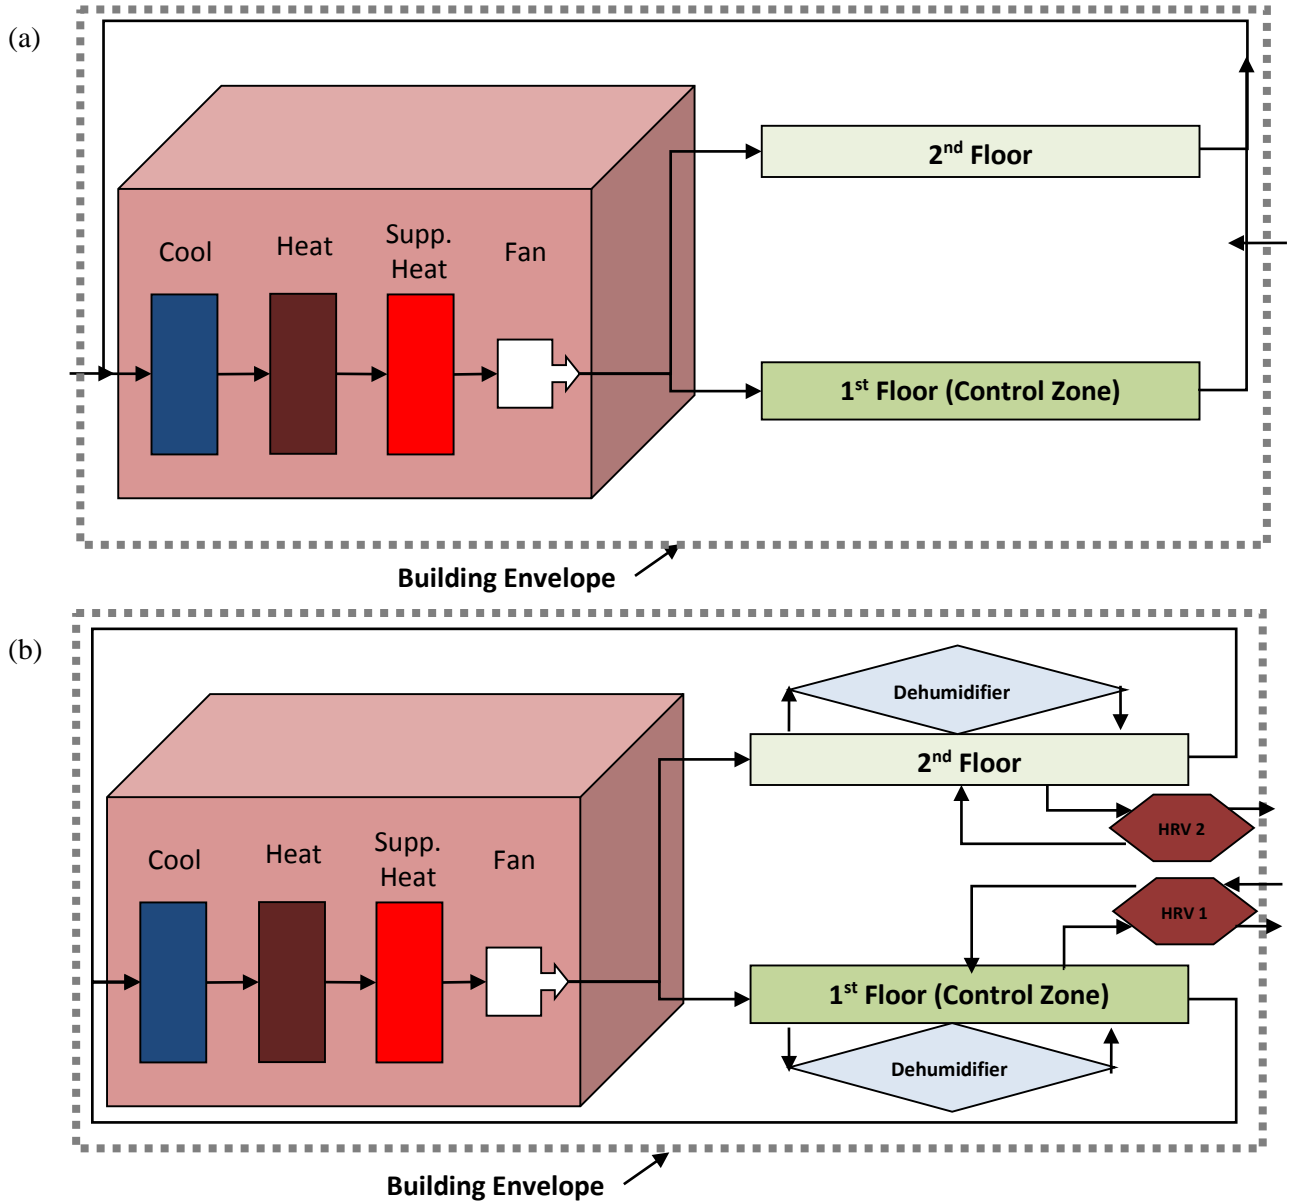 (a)
2nd Floor
Cool
Heat
Supp.
Heat
Fan
1st Floor (Control Zone)
Building Envelope
(b)
Dehumidifier
2nd Floor
HRV 2
Cool
Heat
Supp.
Heat
Fan
HRV 1
1st Floor (Control Zone)
Dehumidifier
Building Envelope